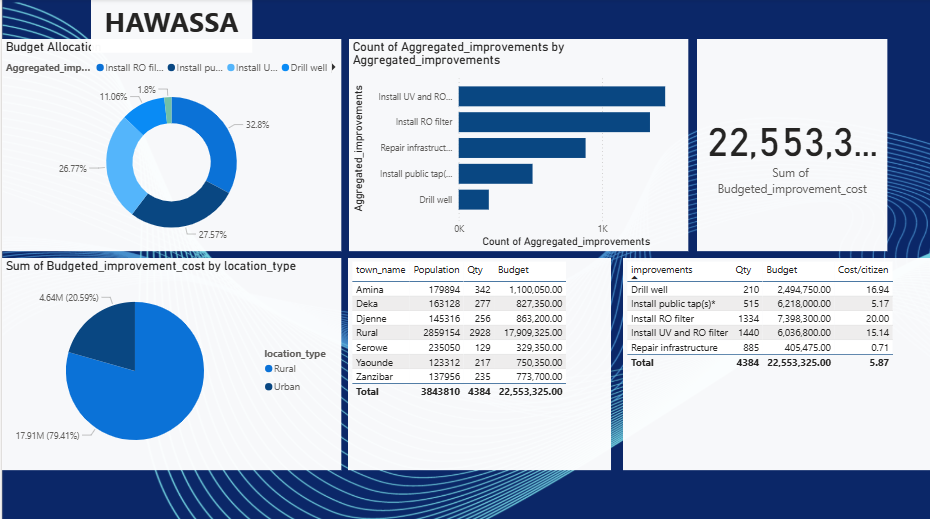 HAWASSA
Budget Allocatic
Aggregated_imp... Install RO fil... Install pu... Install U... Drill well
1.8%
11.06%
32.8%
26.77%
27.57%
Count of Aggregated_improvements by
Aggregated_improvements
Aggregated_improvements
Install UV and RO...
Install RO filter
Repair infrastruct...
Install public tap(...
Drill well
0K 1K
Count of Aggregated_improvements
22,553,3...
Sum of
Budgeted_improvement_cost
Sum of Budgeted_improvement_cost by location_type
4.64M (20.59%)
17.91M (79.41%)
location_type
Rural
Urban
town_name Population Qty Budget
Amina 179894 342 1,100,050.00
Deka 163128 277 827,350.00
Djenne 145316 256 863,200.00
Rural 2859154 2928 17,909,325.00
Serowe 235050 129 329,350.00
Yaounde 123312 217 750,350.00
Zanzibar 137956 235 773,700.00
Total 3843810 4384 22,553,325.00
improvements Qty Budget Cost/citizen
Drill well 210 2,494,750.00 16.94
Install public tap(s)* 515 6,218,000.00 5.17
Install RO filter 1334 7,398,300.00 20.00
Install UV and RO filter 1440 6,036,800.00 15.14
Repair infrastructure 885 405,475.00 0.71
Total 4384 22,553,325.00 5.87